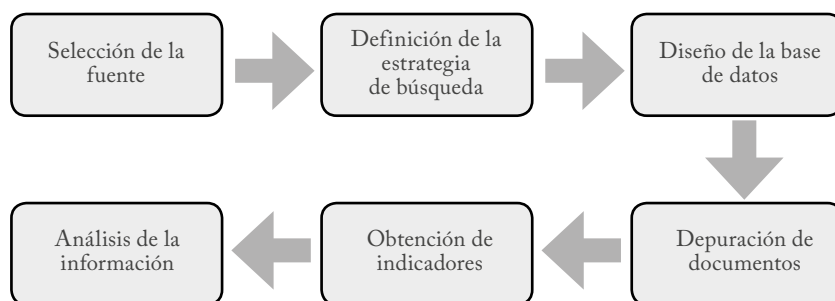 Selección de la
fuente
Definición de la
estrategia
de búsqueda
Diseño de la base
de datos
Depuración de
documentos
Obtención de
indicadores
Análisis de la
información